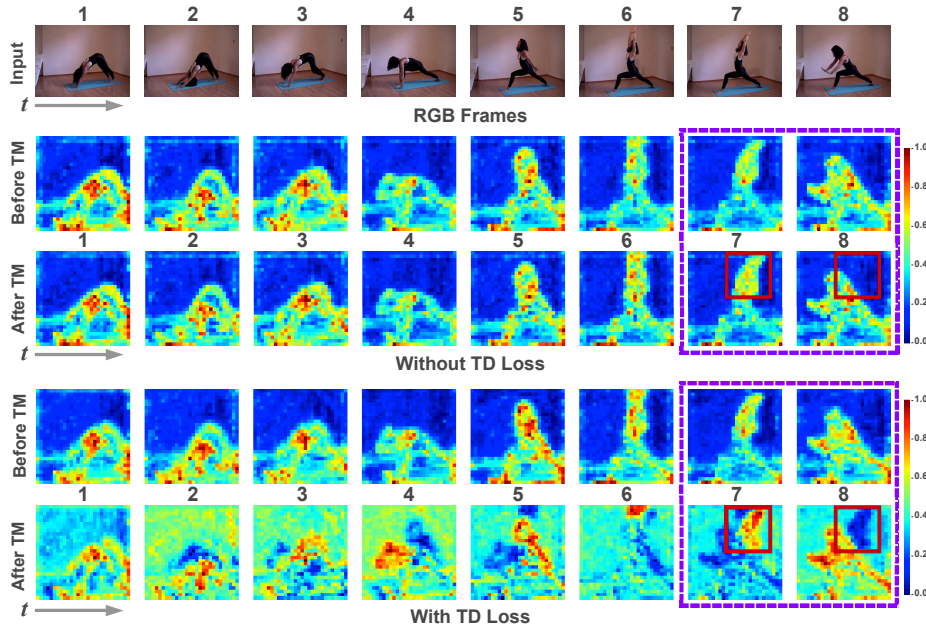 1 2 3 4 5 6 7 8
Input
t
RGB Frames
Before TM
1.0
0.8
0.6
0.4
0.2
0.0
1 2 3 4 5 6 7 8
After TM
t
Without TD Loss
Before TM
1.0
0.8
0.6
0.4
0.2
0.0
1 2 3 4 5 6 7 8
After TM
t
With TD Loss